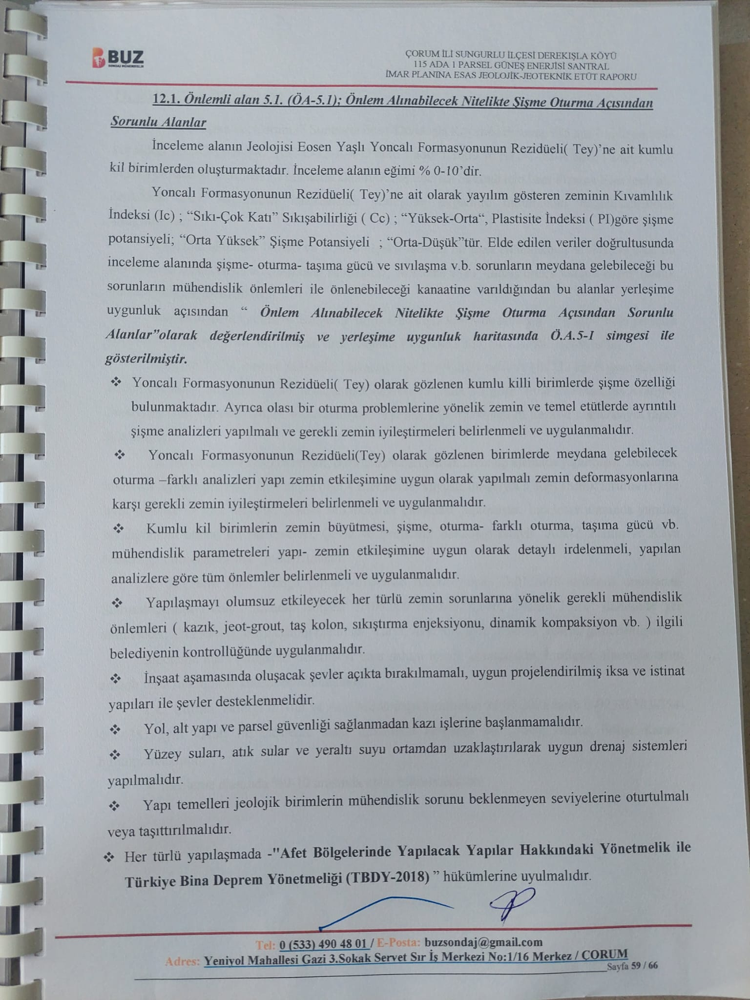 BUZ
SONDAJ MÜHENDİSLİK
ÇORUM İLİ SUNGURLU İLÇESİ DEREKIŞLA KÖYÜ
115 ADA 1 PARSEL GÜNEŞ ENERJİSİ SANTRAL
İMAR PLANINA ESAS JEOLOJİK-JEOTEKNİK ETÜT RAPORU
12.1. Önlemli alan 5.1. (ÖA-5.1); Önlem Alınabilecek Nitelikte Şişme Oturma Açısından
Sorunlu Alanlar
İnceleme alanın Jeolojisi Eosen Yaşlı Yoncalı Formasyonunun Rezidüeli( Tey)’ne ait kumlu
kil birimlerden oluşturmaktadır. İnceleme alanın eğimi % 0-10’dir.
Yoncalı Formasyonunun Rezidüeli( Tey)’ne ait olarak yayılım gösteren zeminin Kıvamlılık
İndeksi (Ic) ; “Sıkı-Çok Katı” Sıkışabilirliği ( Cc) ; “Yüksek-Orta“, Plastisite İndeksi ( PI)göre şişme
potansiyeli; “Orta Yüksek” Şişme Potansiyeli ; “Orta-Düşük”tür. Elde edilen veriler doğrultusunda
inceleme alanında şişme- oturma- taşıma gücü ve sıvılaşma v.b. sorunların meydana gelebileceği bu
sorunların mühendislik önlemleri ile önlenebileceği kanaatine varıldığından bu alanlar yerleşime
uygunluk açısından “ Önlem Alınabilecek Nitelikte Şişme Oturma Açısından Sorunlu
Alanlar”olarak değerlendirilmiş ve yerleşime uygunluk haritasında Ö.A.5-I simgesi ile
gösterilmiştir.
❖ Yoncalı Formasyonunun Rezidüeli( Tey) olarak gözlenen kumlu killi birimlerde şişme özelliği
bulunmaktadır. Ayrıca olası bir oturma problemlerine yönelik zemin ve temel etütlerde ayrıntılı
şişme analizleri yapılmalı ve gerekli zemin iyileştirmeleri belirlenmeli ve uygulanmalıdır.
❖ Yoncalı Formasyonunun Rezidüeli(Tey) olarak gözlenen birimlerde meydana gelebilecek
oturma –farklı analizleri yapı zemin etkileşimine uygun olarak yapılmalı zemin deformasyonlarına
karşı gerekli zemin iyileştirmeleri belirlenmeli ve uygulanmalıdır.
❖ Kumlu kil birimlerin zemin büyütmesi, şişme, oturma- farklı oturma, taşıma gücü vb.
mühendislik parametreleri yapı- zemin etkileşimine uygun olarak detaylı irdelenmeli, yapılan
analizlere göre tüm önlemler belirlenmeli ve uygulanmalıdır.
❖ Yapılaşmayı olumsuz etkileyecek her türlü zemin sorunlarına yönelik gerekli mühendislik
önlemleri ( kazık, jeot-grout, taş kolon, sıkıştırma enjeksiyonu, dinamik kompaksiyon vb. ) ilgili
belediyenin kontrollüğünde uygulanmalıdır.
❖ İnşaat aşamasında oluşacak şevler açıkta bırakılmamalı, uygun projelendirilmiş iksa ve istinat
yapıları ile şevler desteklenmelidir.
❖ Yol, alt yapı ve parsel güvenliği sağlanmadan kazı işlerine başlanmamalıdır.
❖ Yüzey suları, atık sular ve yeraltı suyu ortamdan uzaklaştırılarak uygun drenaj sistemleri
yapılmalıdır.
❖ Yapı temelleri jeolojik birimlerin mühendislik sorunu beklenmeyen seviyelerine oturtulmalı
veya taşıttırılmalıdır.
❖ Her türlü yapılaşmada -"Afet Bölgelerinde Yapılacak Yapılar Hakkındaki Yönetmelik ile
Türkiye Bina Deprem Yönetmeliği (TBDY-2018) ” hükümlerine uyulmalıdır.
Tel: 0 (533) 490 48 01 / E-Posta: buzsondaj@gmail.com
Adres: Yeniyol Mahallesi Gazi 3.Sokak Servet Sır İş Merkezi No:1/16 Merkez / ÇORUM
Sayfa 59 / 66